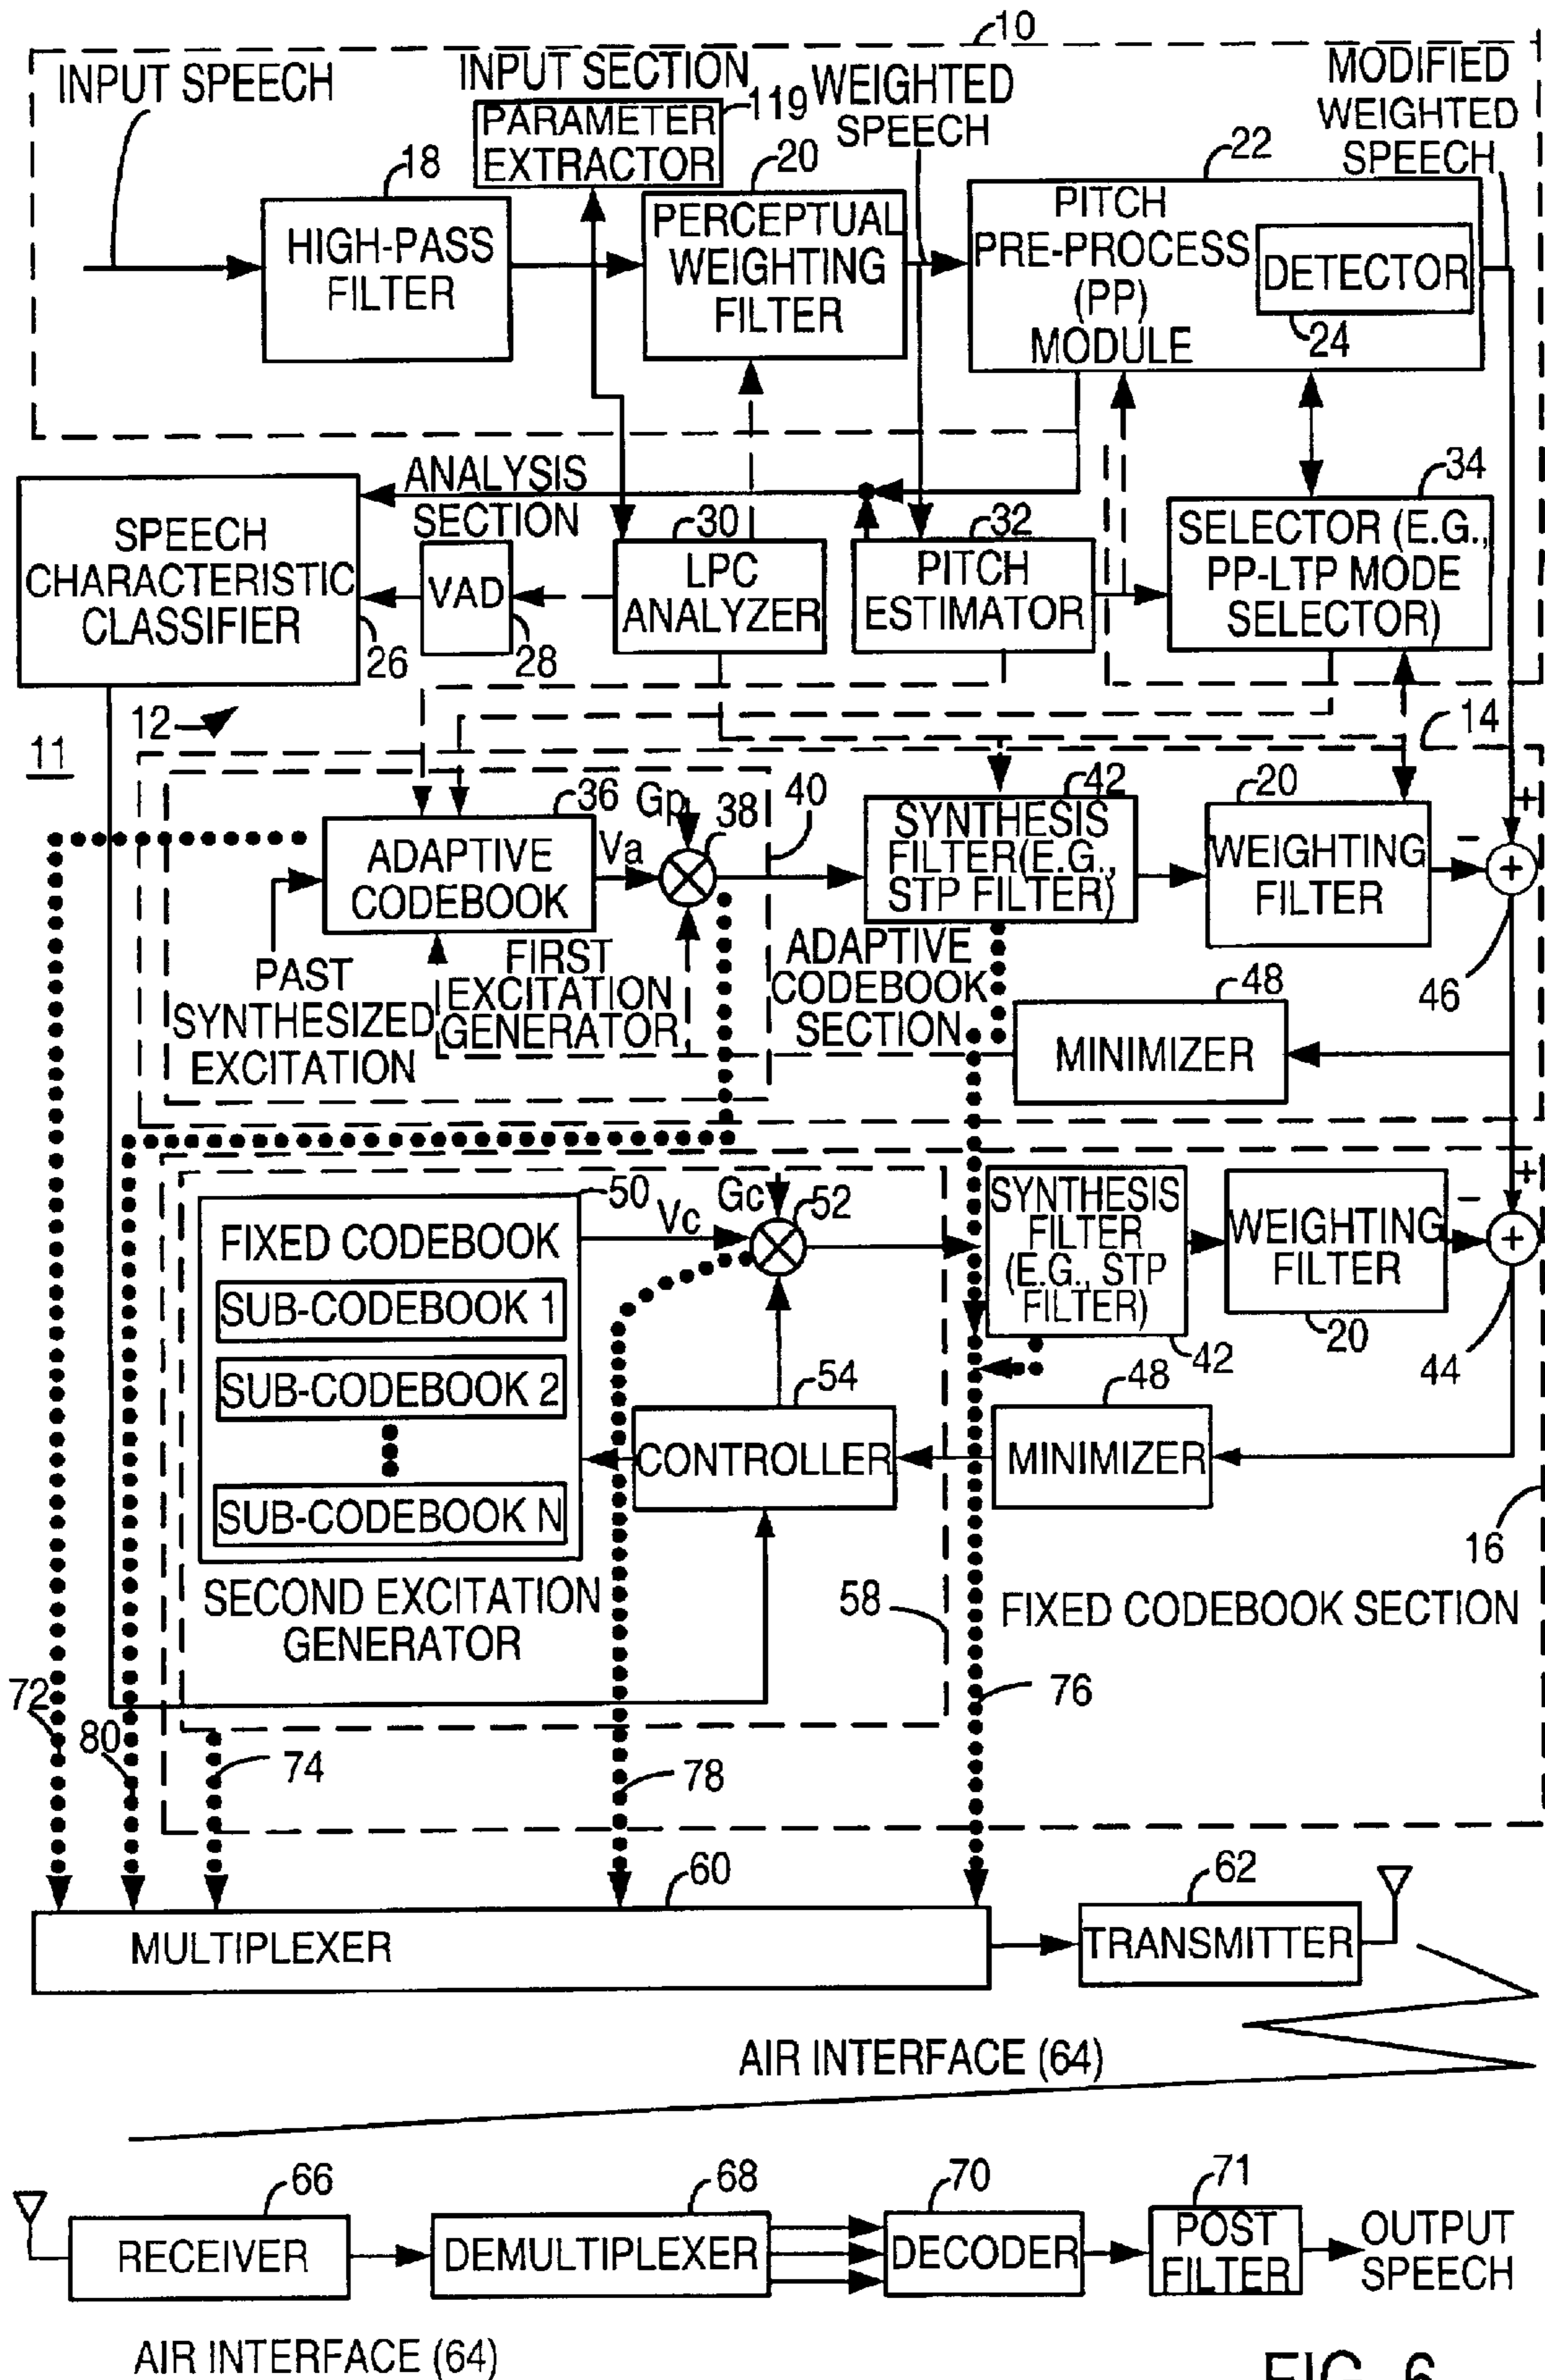 10
INPUT SPEECH
INPUT SECTION
PARAMETER
EXTRACTOR
119
WEIGHTED
SPEECH
MODIFIED
WEIGHTED
SPEECH
18
HIGH-PASS
FILTER
20
PERCEPTUAL
WEIGHTING
FILTER
22
PITCH
PRE-PROCESS
(PP)
MODULE
DETECTOR
24
ANALYSIS
SECTION
SPEECH
CHARACTERISTIC
CLASSIFIER
26
VAD
28
30
LPC
ANALYZER
32
PITCH
ESTIMATOR
34
SELECTOR (E.G.,
PP-LTP MODE
SELECTOR)
12
11
14
36
ADAPTIVE
CODEBOOK
Va
Gp
38
40
42
SYNTHESIS
FILTER(E.G.,
STP FILTER)
20
WEIGHTING
FILTER
+
-
+
46
PAST
SYNTHESIZED
EXCITATION
FIRST
EXCITATION
GENERATOR
ADAPTIVE
CODEBOOK
SECTION
48
MINIMIZER
50
FIXED CODEBOOK
SUB-CODEBOOK 1
SUB-CODEBOOK 2
SUB-CODEBOOK N
Vc
Gc
52
SYNTHESIS
FILTER
(E.G., STP
FILTER)
42
WEIGHTING
FILTER
20
+
-
+
44
54
CONTROLLER
48
MINIMIZER
16
SECOND EXCITATION
GENERATOR
58
FIXED CODEBOOK SECTION
72
80
74
78
76
60
MULTIPLEXER
62
TRANSMITTER
AIR INTERFACE (64)
66
RECEIVER
68
DEMULTIPLEXER
70
DECODER
71
POST
FILTER
OUTPUT
SPEECH
AIR INTERFACE (64)
FIG. 6